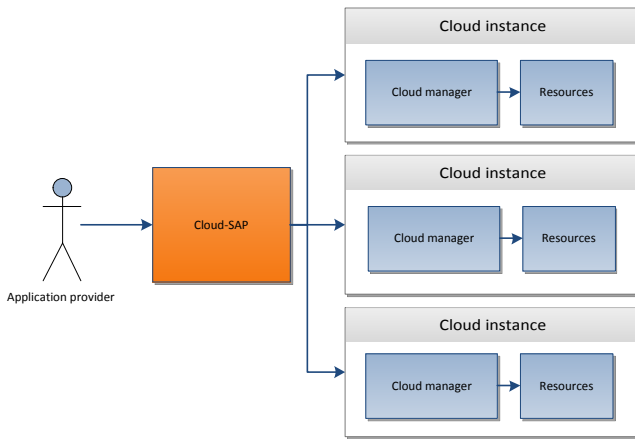 Cloud instance
Cloud manager
Resources
Cloud instance
Cloud manager
Resources
Cloud instance
Cloud manager
Resources
Cloud-SAP
Application provider